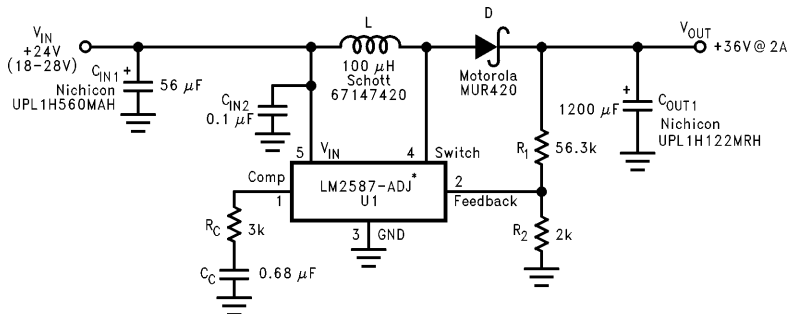 L
D
V_IN
+24V
(18-28V)
V_OUT
+36V @ 2A
C_IN1
+
56 μF
Nichicon
UPL1H560MAH
100 μH
Schott
67147420
Motorola
MUR420
C_IN2
0.1 μF
+
1200 μF
C_OUT1
Nichicon
UPL1H122MRH
R_1
56.3k
5
V_IN
4
Switch
Comp
1
LM2587-ADJ*
U1
2
Feedback
3
GND
R_C
3k
R_2
2k
C_C
0.68 μF